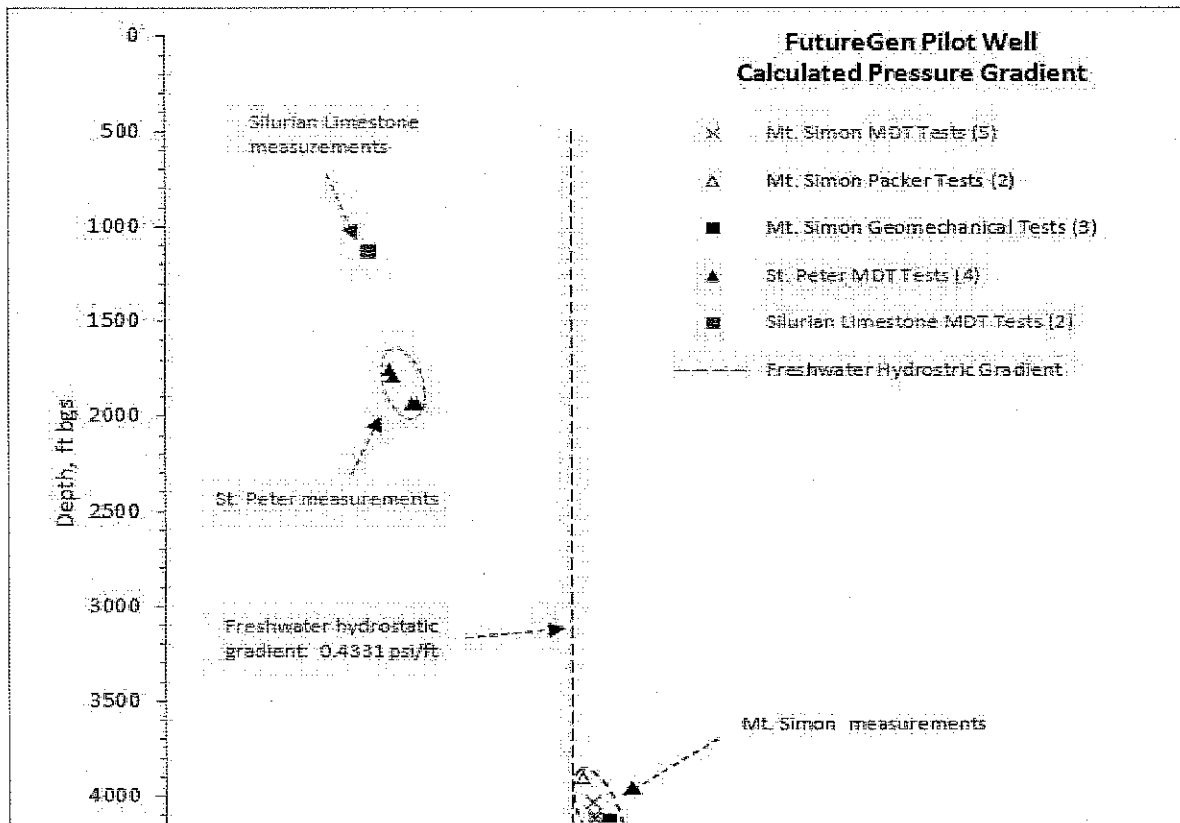 FutureGen Pilot Well
Calculated Pressure Gradient
Mt. Simon MDT Tests (5)
Mt. Simon Packer Tests (2)
Mt. Simon Geomechanical Tests (3)
St. Peter MDT Tests (4)
Silurian Limestone MDT Tests (2)
Freshwater Hydrostric Gradient
Depth, ft bgs
0
500
1000
1500
2000
2500
3000
3500
4000
Silurian Limestone
measurements
St. Peter measurements
Freshwater hydrostatic
gradient: 0.4331 psi/ft
Mt. Simon measurements